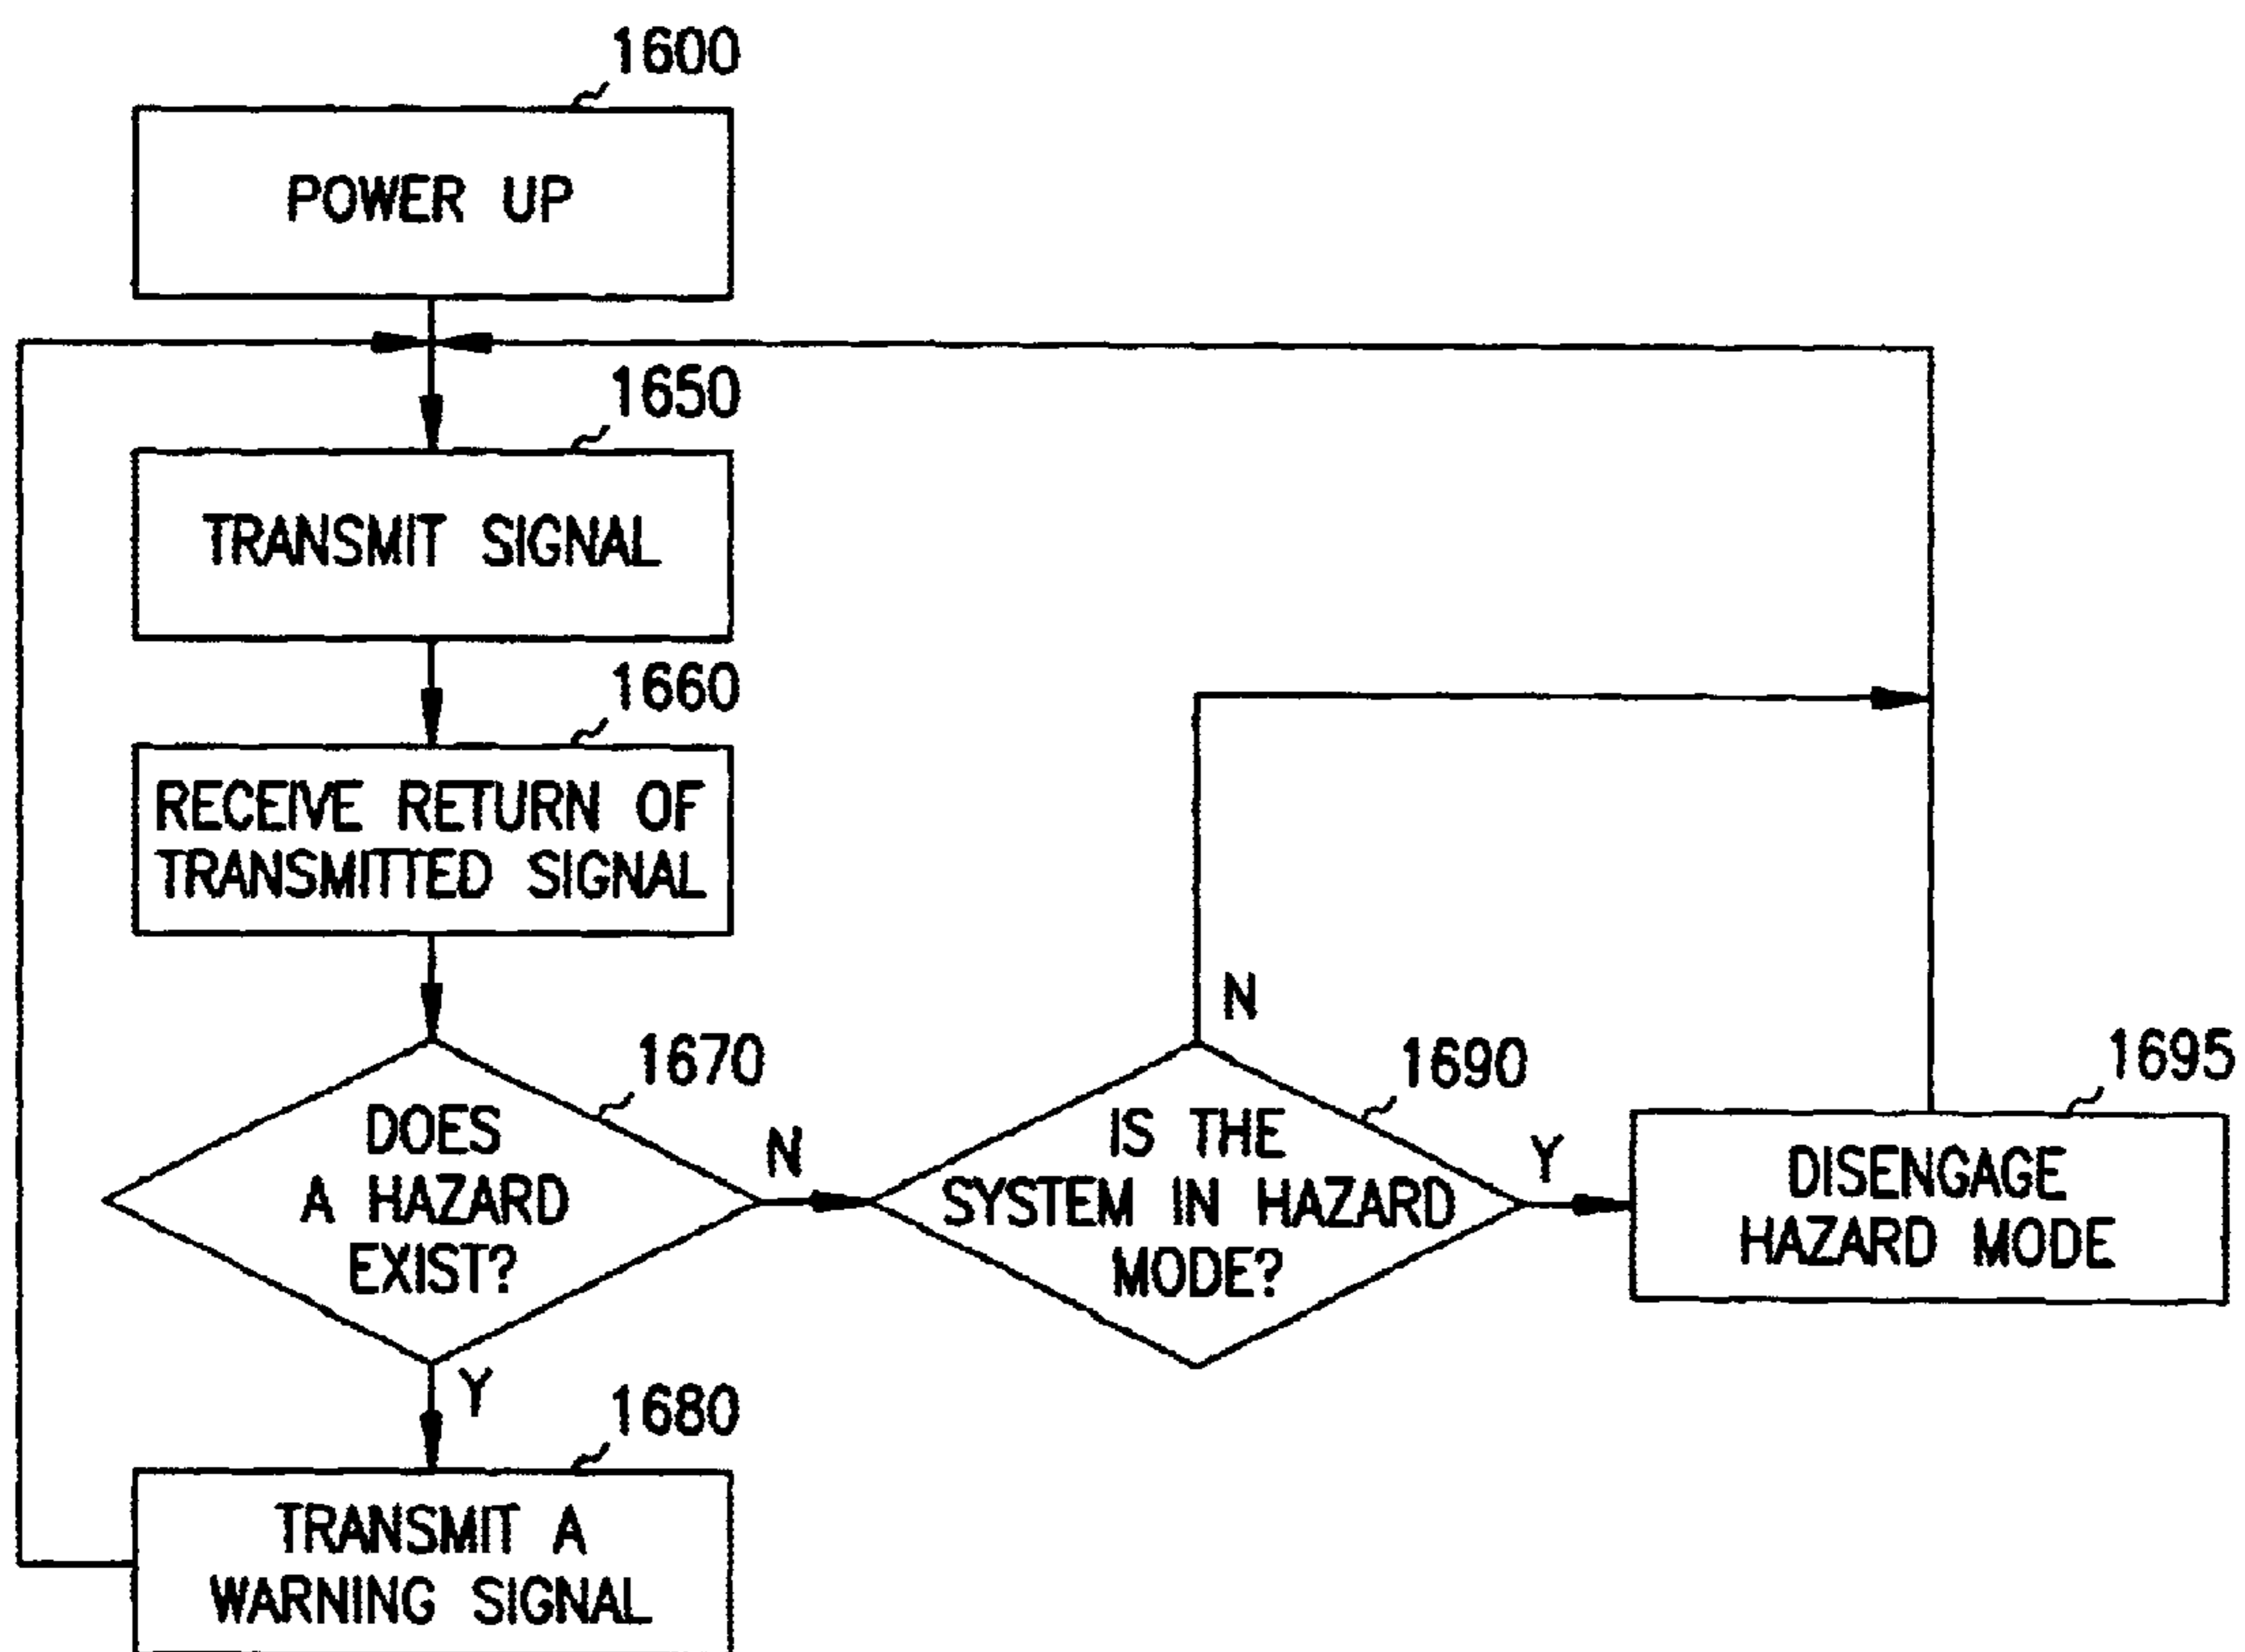 1600
POWER UP
1650
TRANSMIT SIGNAL
1660
RECEIVE RETURN OF
TRANSMITTED SIGNAL
1670
DOES
A HAZARD
EXIST?
N
Y
1690
IS THE
SYSTEM IN HAZARD
MODE?
N
Y
1695
DISENGAGE
HAZARD MODE
1680
TRANSMIT A
WARNING SIGNAL